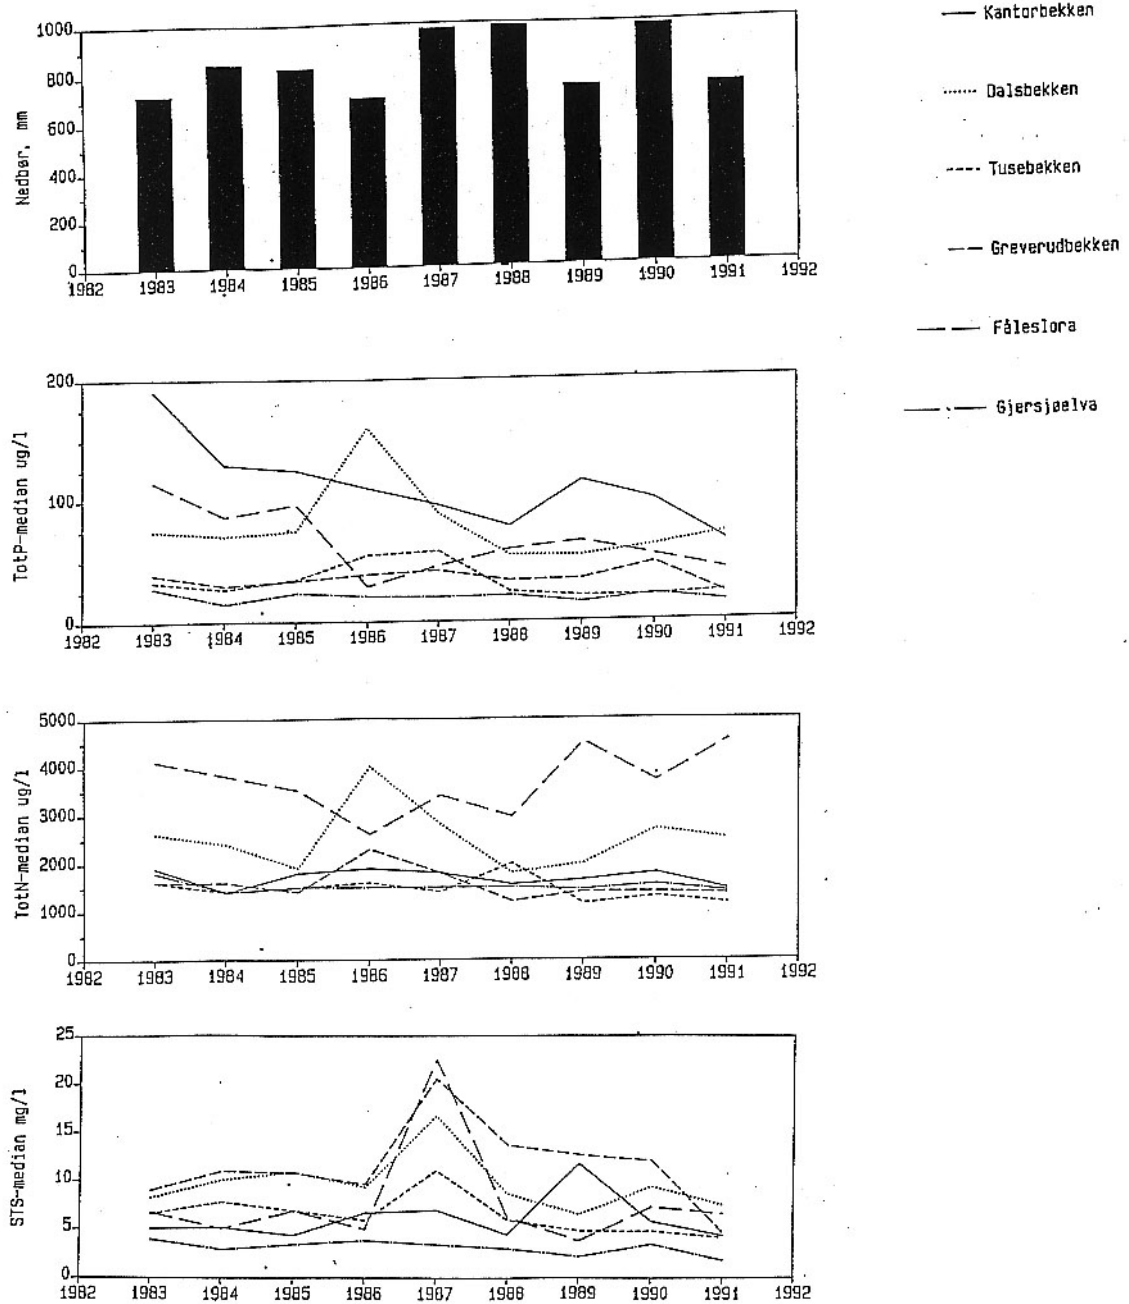 Kantorbekken
Dalsbekken
Tusebekken
Greverudbekken
Fåleslora
Gjersjøelva
Nedbør, mm
1000
800
600
400
200
0
1982 1983 1984 1985 1986 1987 1988 1989 1990 1991 1992
TotP-median ug/l
200
100
0
1982 1983 1984 1985 1986 1987 1988 1989 1990 1991 1992
TotN-median ug/l
5000
4000
3000
2000
1000
0
1982 1983 1984 1985 1986 1987 1988 1989 1990 1991 1992
STS-median mg/l
25
20
15
10
5
0
1982 1983 1984 1985 1986 1987 1988 1989 1990 1991 1992